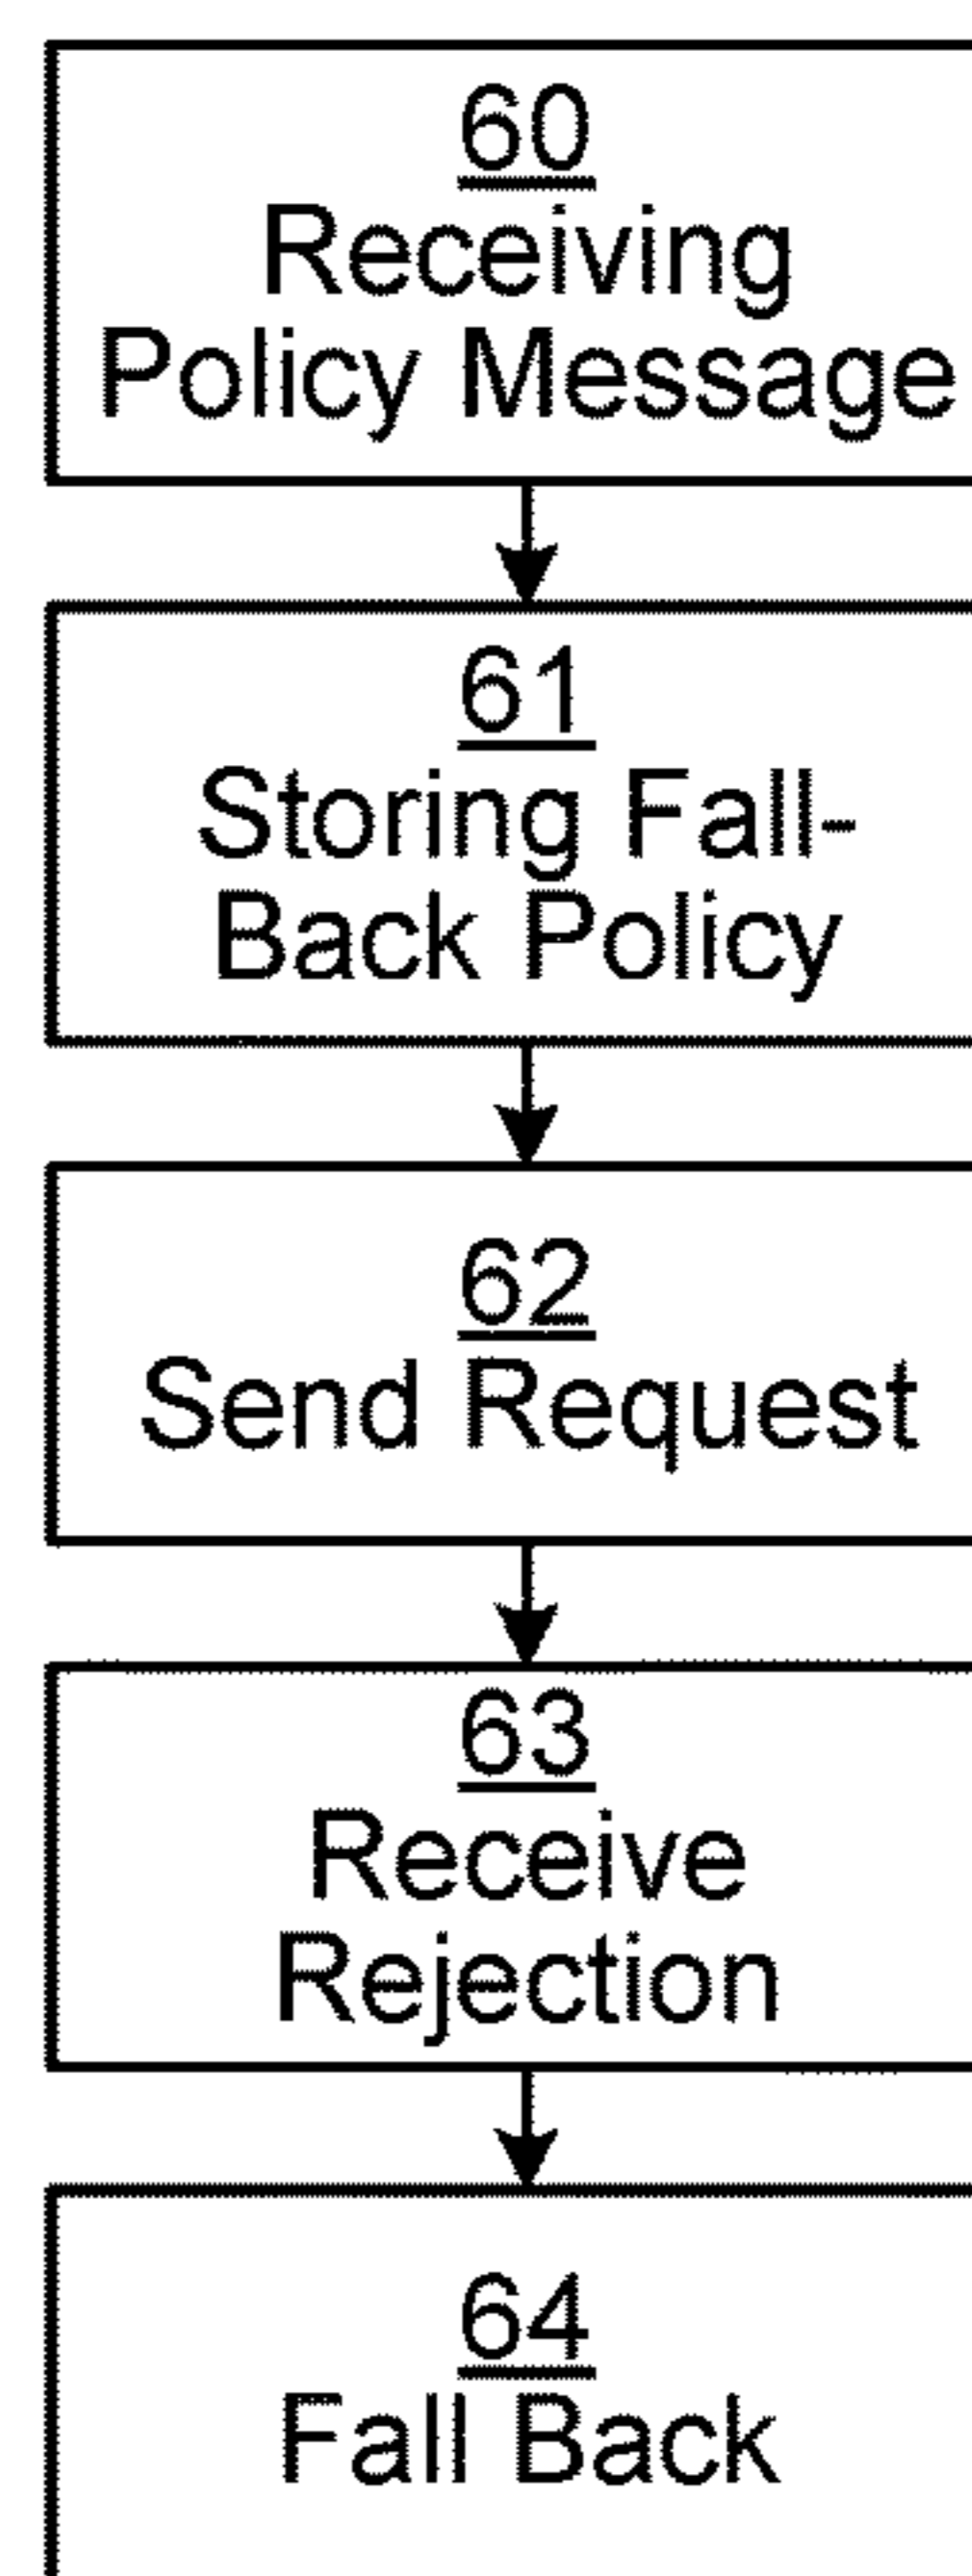 60
Receiving
Policy Message
61
Storing Fall-
Back Policy
62
Send Request
63
Receive
Rejection
64
Fall Back